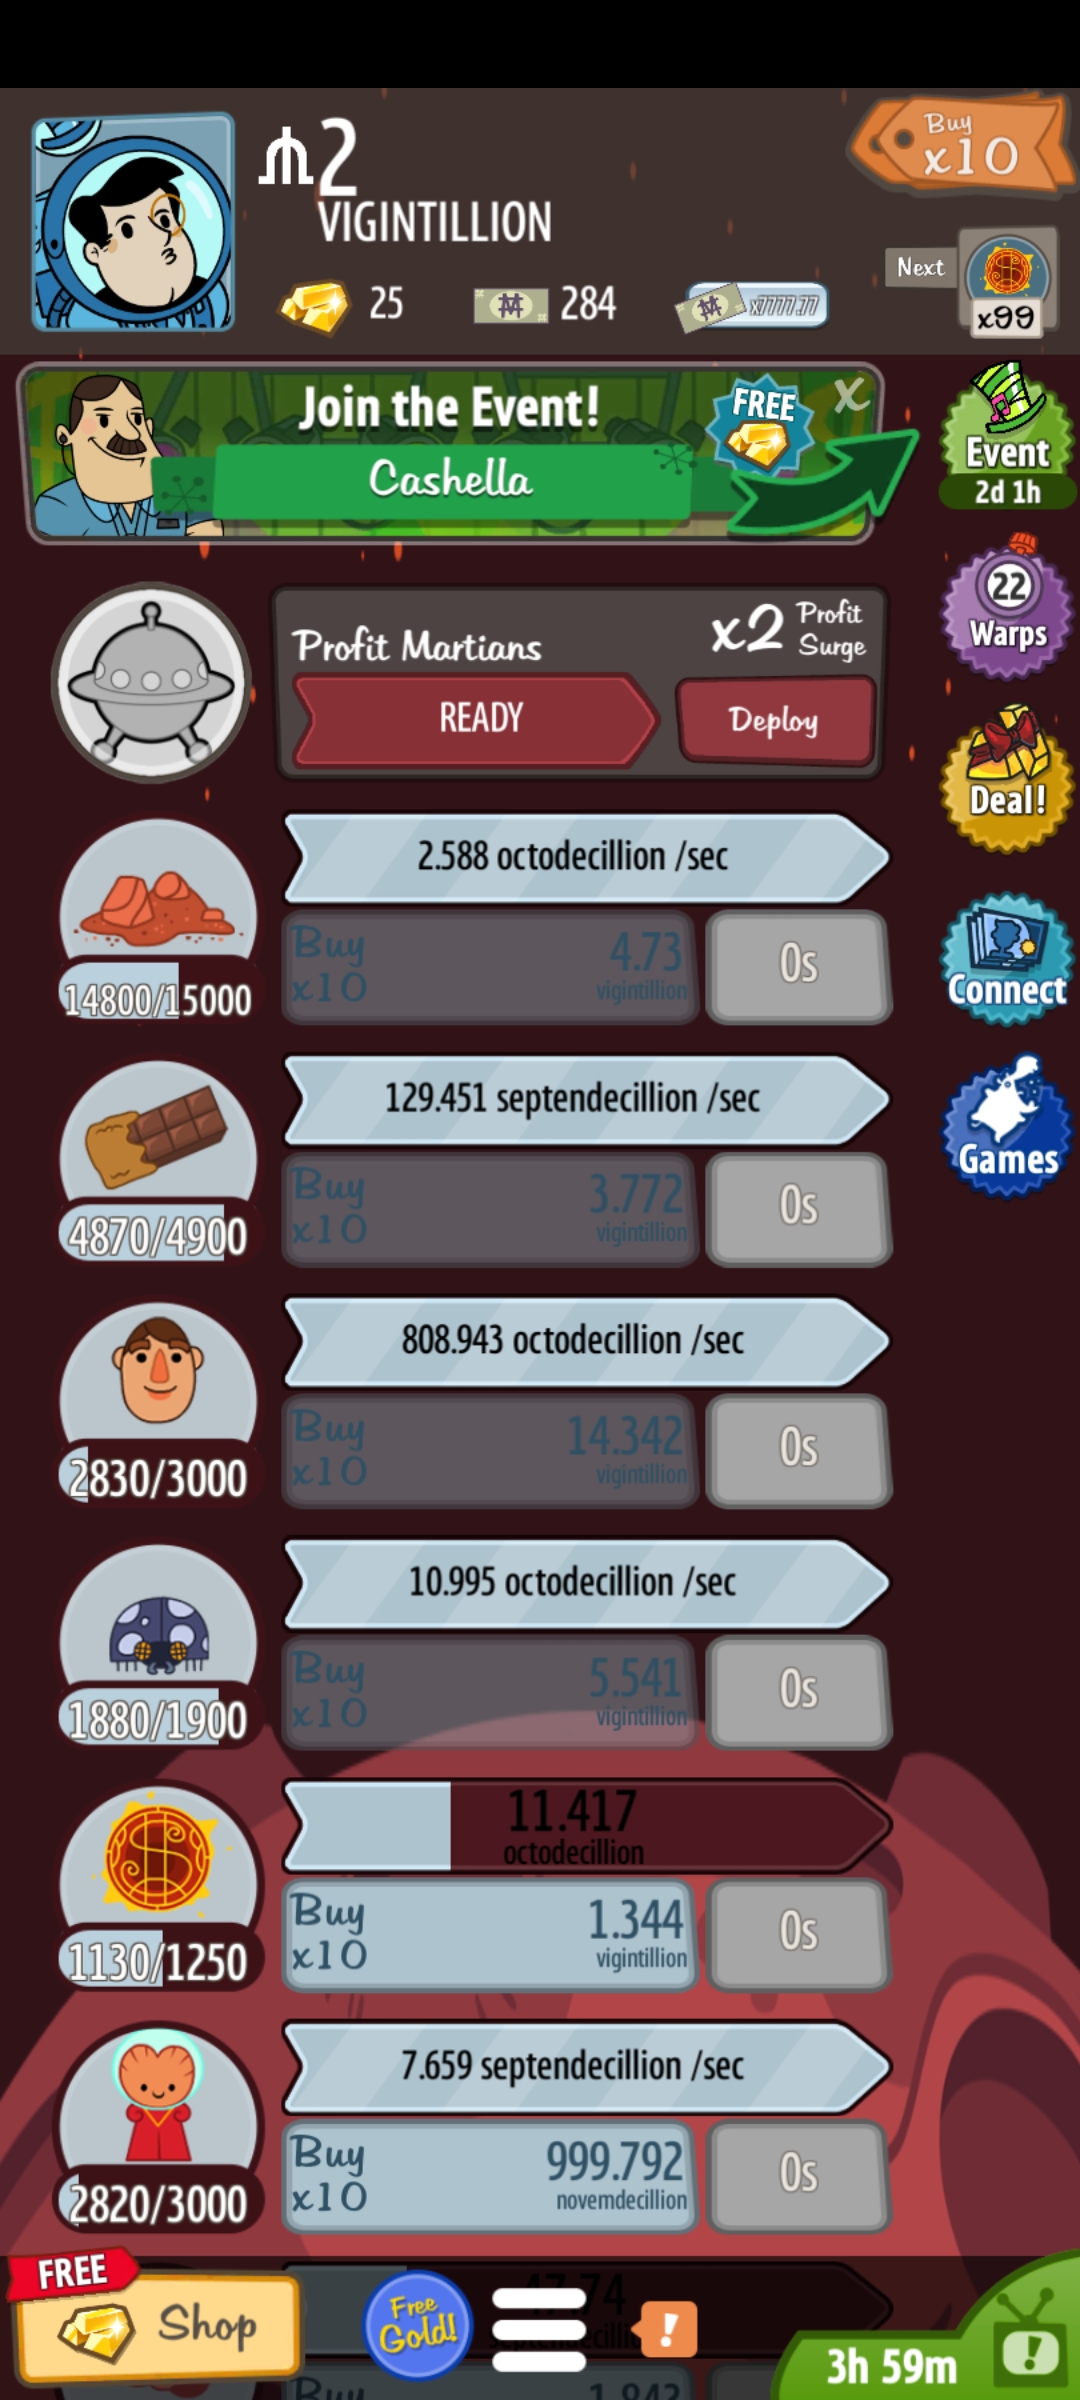 2
VIGINTILLION
Buy
x10
25
284
x7777.77
Next
x99
Join the Event!
Cashella
FREE
X
Event
2d 1h
Profit Martians
x2 Profit
Surge
READY
Deploy
22
Warps
Deal!
2.588 octodecillion /sec
14800/15000
Buy
x10
4.73
vigintillion
0s
Connect
129.451 septendecillion /sec
4870/4900
Buy
x10
3.772
vigintillion
0s
Games
808.943 octodecillion /sec
2830/3000
Buy
x10
14.342
vigintillion
0s
10.995 octodecillion /sec
1880/1900
Buy
x10
5.541
vigintillion
0s
11.417
octodecillion
1130/1250
Buy
x10
1.344
vigintillion
0s
7.659 septendecillion /sec
2820/3000
Buy
x10
999.792
novemdecillion
0s
FREE
Shop
Free
Gold!
!
3h 59m
!
Buy